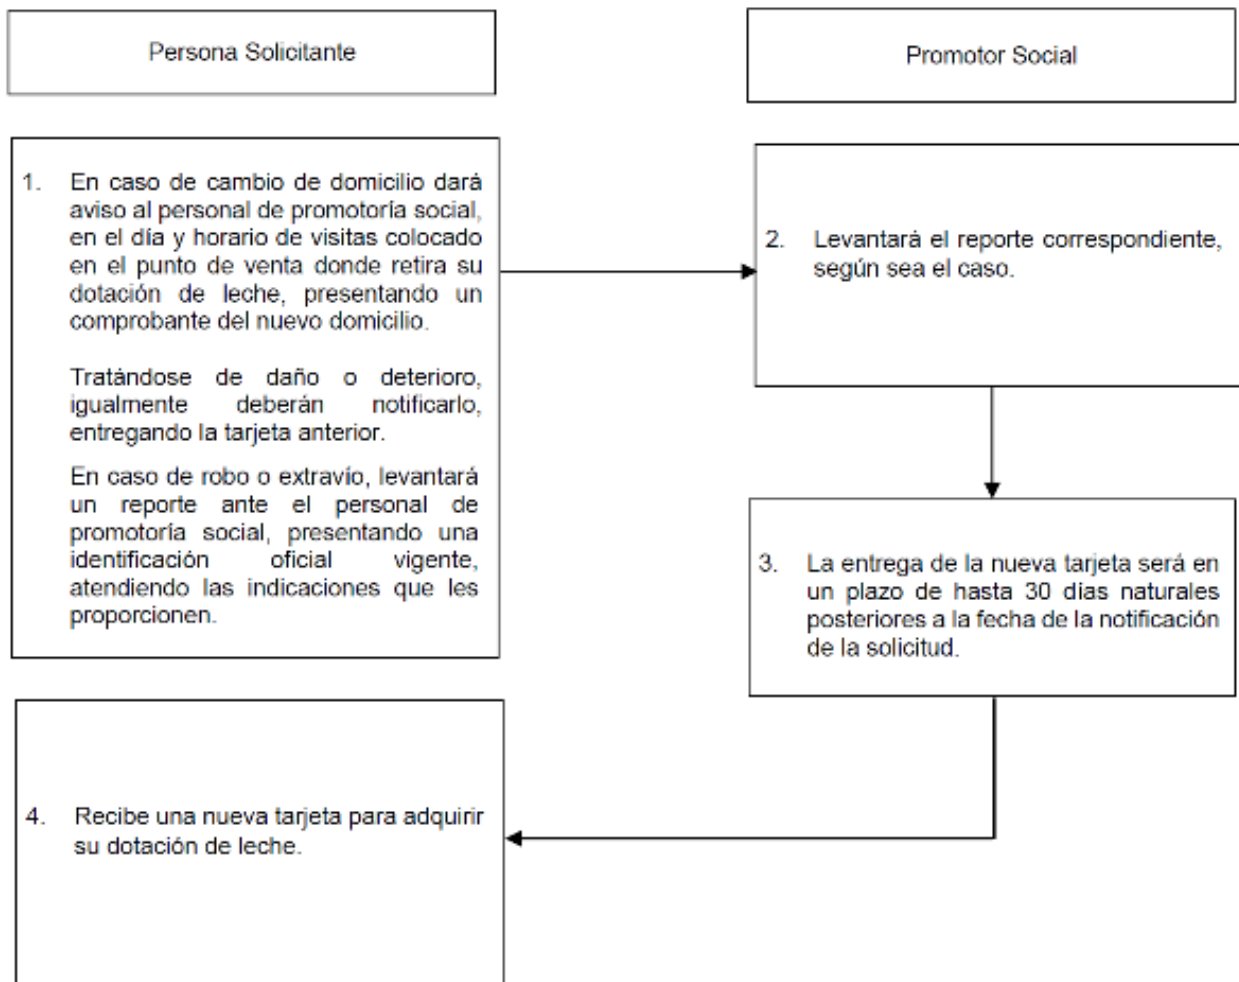 Persona Solicitante
Promotor Social
1. En caso de cambio de domicilio dará
aviso al personal de promotoría social,
en el día y horario de visitas colocado
en el punto de venta donde retira su
dotación de leche, presentando un
comprobante del nuevo domicilio.
Tratándose de daño o deterioro,
igualmente deberán notificarlo,
entregando la tarjeta anterior.
En caso de robo o extravío, levantará
un reporte ante el personal de
promotoría social, presentando una
identificación oficial vigente,
atendiendo las indicaciones que les
proporcionen.
2. Levantará el reporte correspondiente,
según sea el caso.
3. La entrega de la nueva tarjeta será en
un plazo de hasta 30 días naturales
posteriores a la fecha de la notificación
de la solicitud.
4. Recibe una nueva tarjeta para adquirir
su dotación de leche.